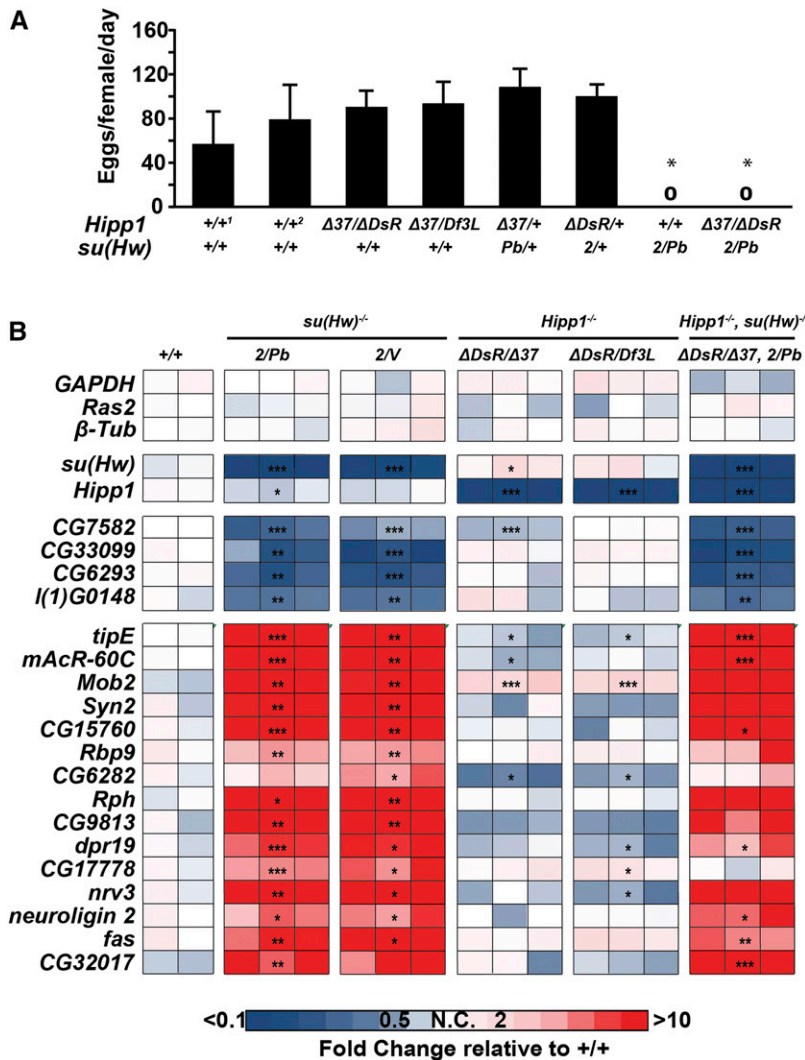 A
Eggs/female/day
160
120
80
40
0
* *
0 0
Hipp1 +/+¹ +/+² Δ37/ΔDsR Δ37/Df3L Δ37/+ ΔDsR/+ +/+ Δ37/ΔDsR
su(Hw) +/+ +/+ +/+ +/+ Pb/+ 2/+ 2/Pb 2/Pb
B
su(Hw)-/- Hipp1-/- Hipp1-/-, su(Hw)-/-
+/+ 2/Pb 2/V ΔDsR/Δ37 ΔDsR/Df3L ΔDsR/Δ37, 2/Pb
GAPDH
Ras2
β-Tub
su(Hw) *** *** * ***
Hipp1 * *** *** ***
CG7582 *** *** *** ***
CG33099 ** *** ***
CG6293 ** *** ***
l(1)G0148 ** ** **
tipE *** ** * * ***
mAcR-60C *** ** * ***
Mob2 ** ** *** ***
Syn2 ** **
CG15760 *** ** *
Rbp9 ** **
CG6282 * * *
Rph * **
CG9813 ** **
dpr19 *** * * *
CG17778 *** * *
nrv3 ** * *
neuroligin 2 * * *
fas ** * **
CG32017 ** ***
<0.1 0.5 N.C. 2 >10
Fold Change relative to +/+